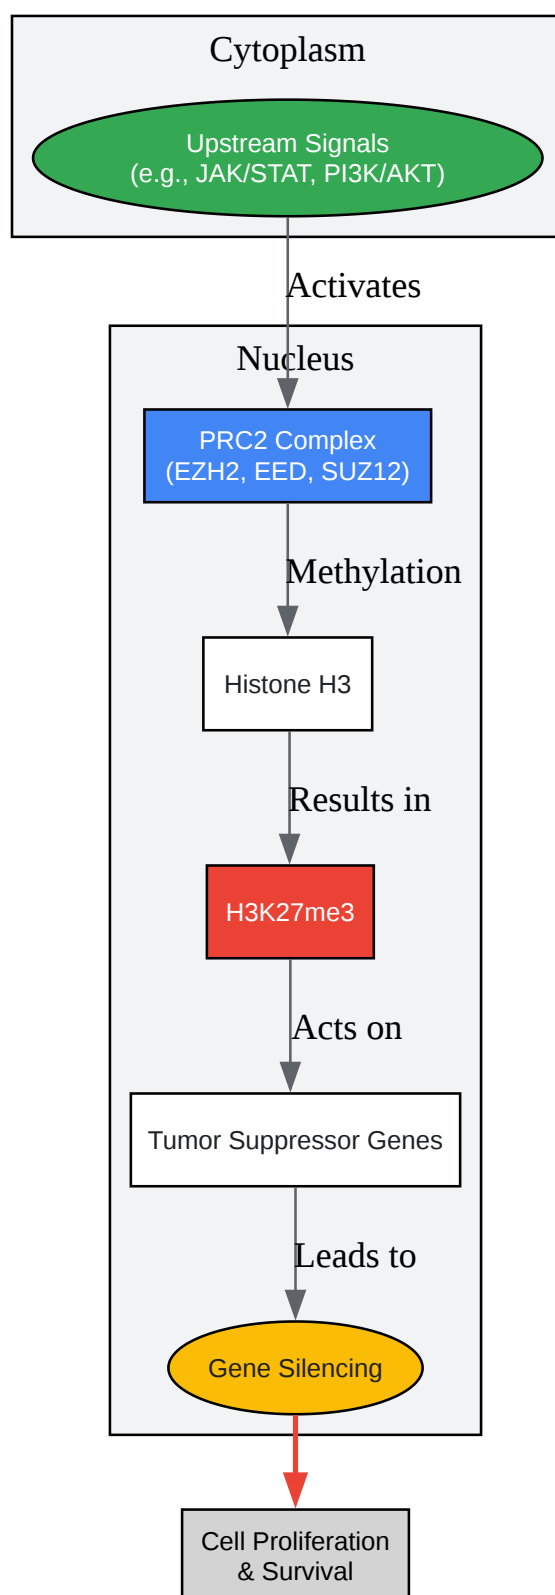 Cytoplasm
Upstream Signals
(e.g., JAK/STAT, PI3K/AKT)
Activates
Nucleus
PRC2 Complex
(EZH2, EED, SUZ12)
Methylation
Histone H3
Results in
H3K27me3
Acts on
Tumor Suppressor Genes
Leads to
Gene Silencing
Cell Proliferation
& Survival